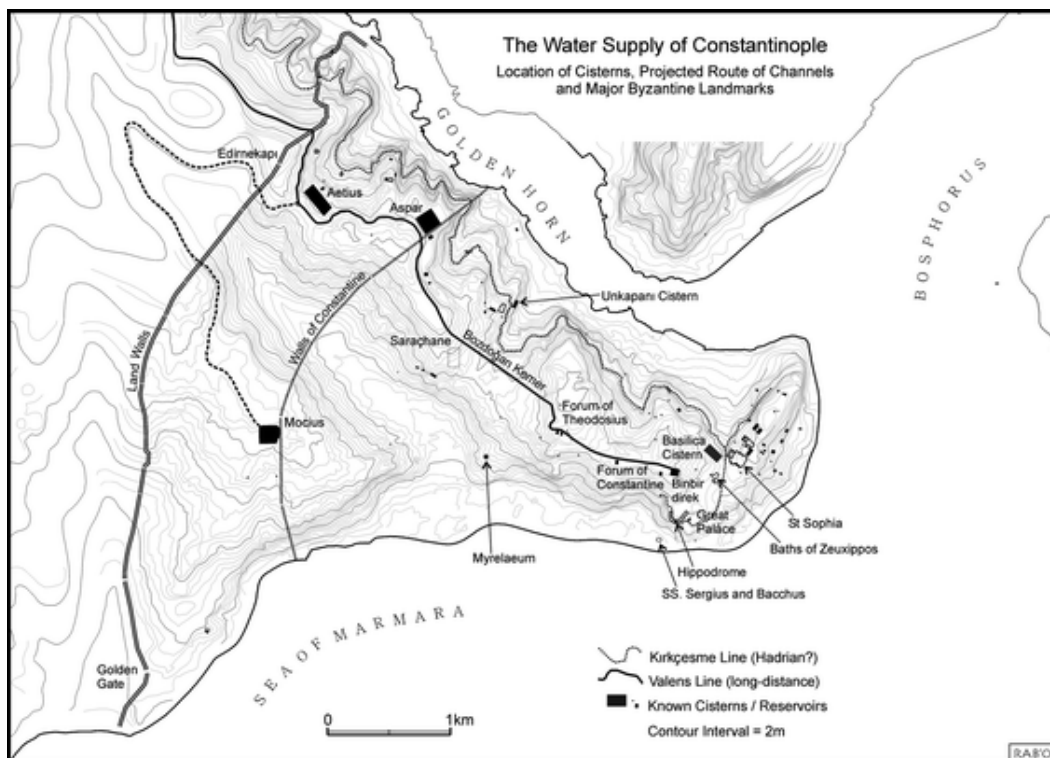 The Water Supply of Constantinople
Location of Cisterns, Projected Route of Channels
and Major Byzantine Landmarks
GOLDEN HORN
BOSPHORUS
Edirnekapı
Aetius
Aspar
Land Walls
Walls of Constantine
Unkapanı Cistern
Saraçhane
Bozdoğan Kemer
Mocius
Forum of
Theodosius
Basilica
Cistern
Forum of
Constantine
Binbir
direk
Great
Palace
St Sophia
Baths of Zeuxippos
Myrelaeum
Hippodrome
SS. Sergius and Bacchus
SEA OF MARMARA
Golden
Gate
Kırkçesme Line (Hadrian?)
Valens Line (long-distance)
Known Cisterns / Reservoirs
Contour Interval = 2m
0 1km